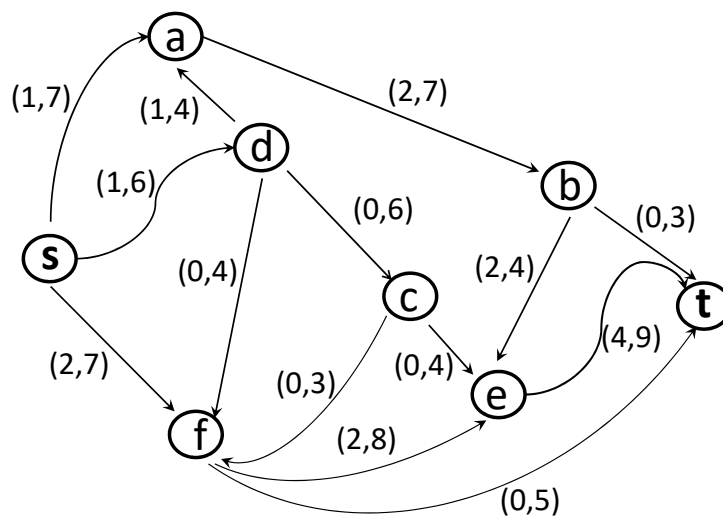 a
(1,7)
(1,4)
(2,7)
d
(1,6)
b
(0,6)
(0,3)
s
(0,4)
(2,4)
c
t
(2,7)
(0,4)
(4,9)
(0,3)
e
f
(2,8)
(0,5)